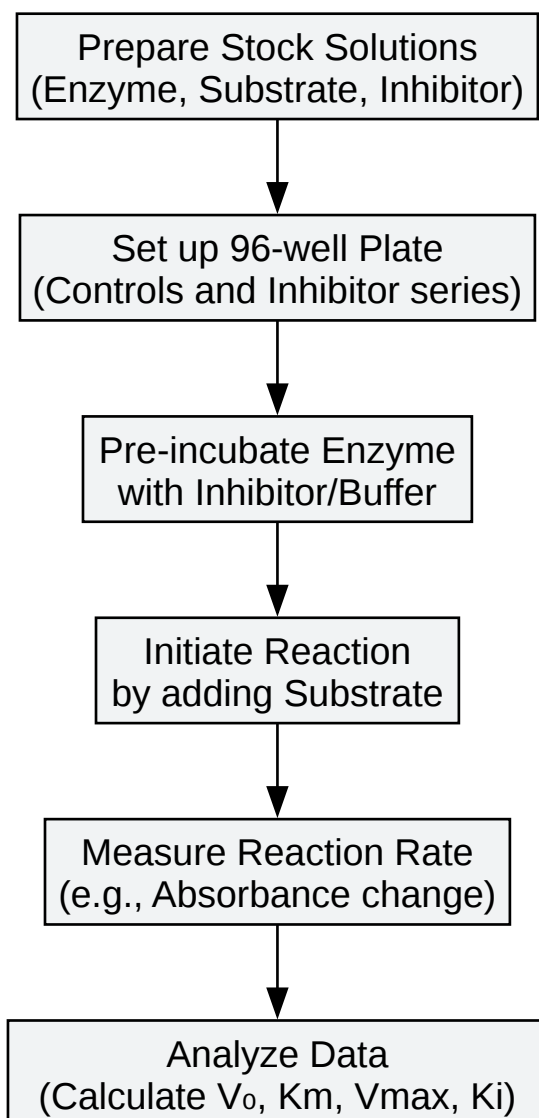 Prepare Stock Solutions
(Enzyme, Substrate, Inhibitor)
Set up 96-well Plate
(Controls and Inhibitor series)
Pre-incubate Enzyme
with Inhibitor/Buffer
Initiate Reaction
by adding Substrate
Measure Reaction Rate
(e.g., Absorbance change)
Analyze Data
(Calculate V₀, Km, Vmax, Ki)